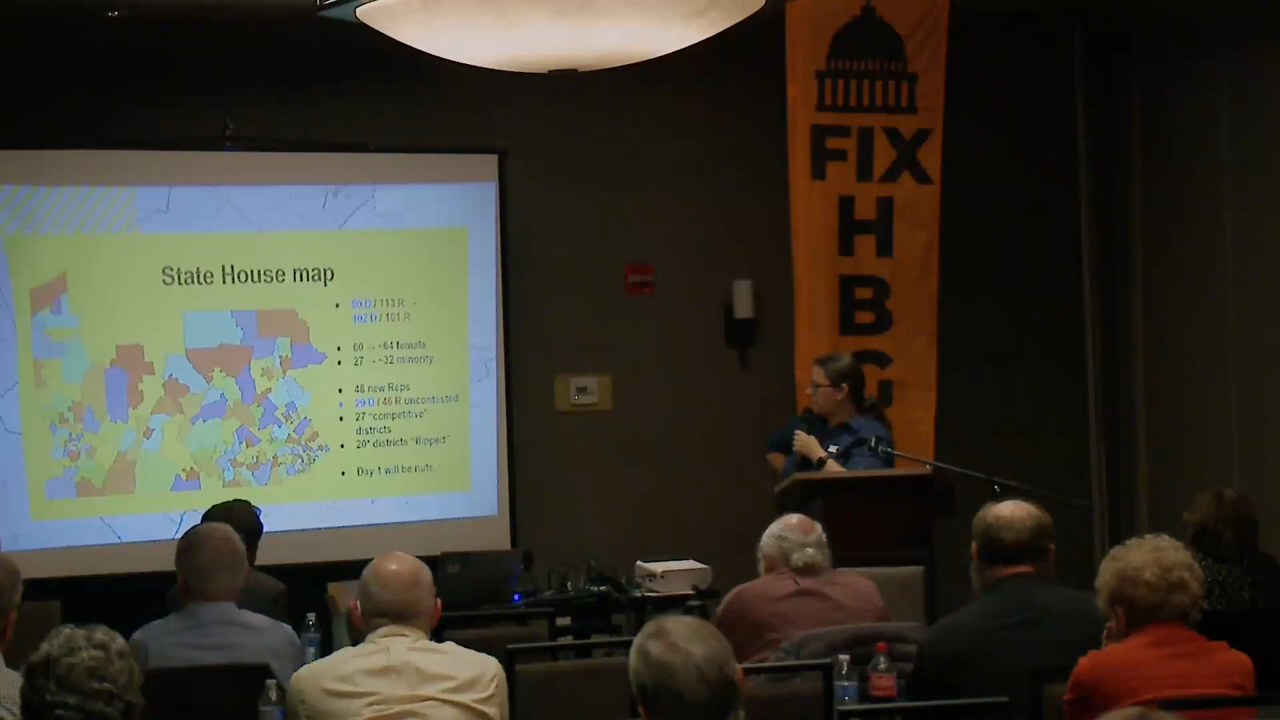 State House map
90 D / 113 R →
102 D / 101 R
60 → ~64 female
27 → ~32 minority
48 new Reps
29 D / 46 R uncontested
27 "competitive"
districts
20* districts "flipped"
Day 1 will be nuts.
FIX
H
B
G